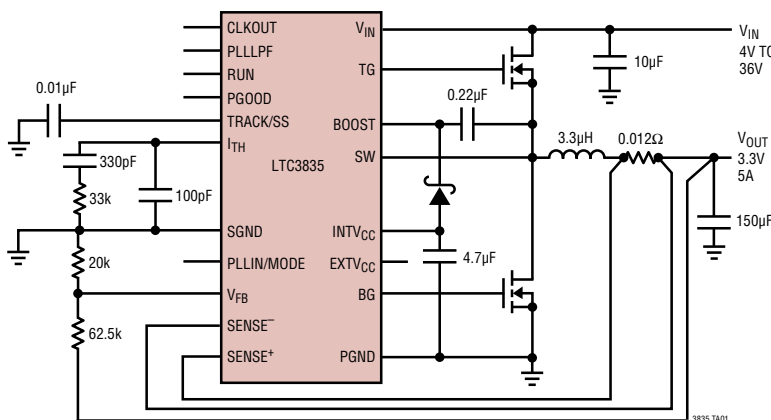 CLKOUT
PLLLPF
RUN
PGOOD
TRACK/SS
ITH
SGND
PLLIN/MODE
VFB
SENSE–
SENSE+
LTC3835
VIN
TG
BOOST
SW
INTVCC
EXTVCC
BG
PGND
0.01µF
330pF
33k
100pF
20k
62.5k
0.22µF
4.7µF
3.3µH
0.012Ω
10µF
VIN
4V TO
36V
VOUT
3.3V
5A
150µF
3835 TA01